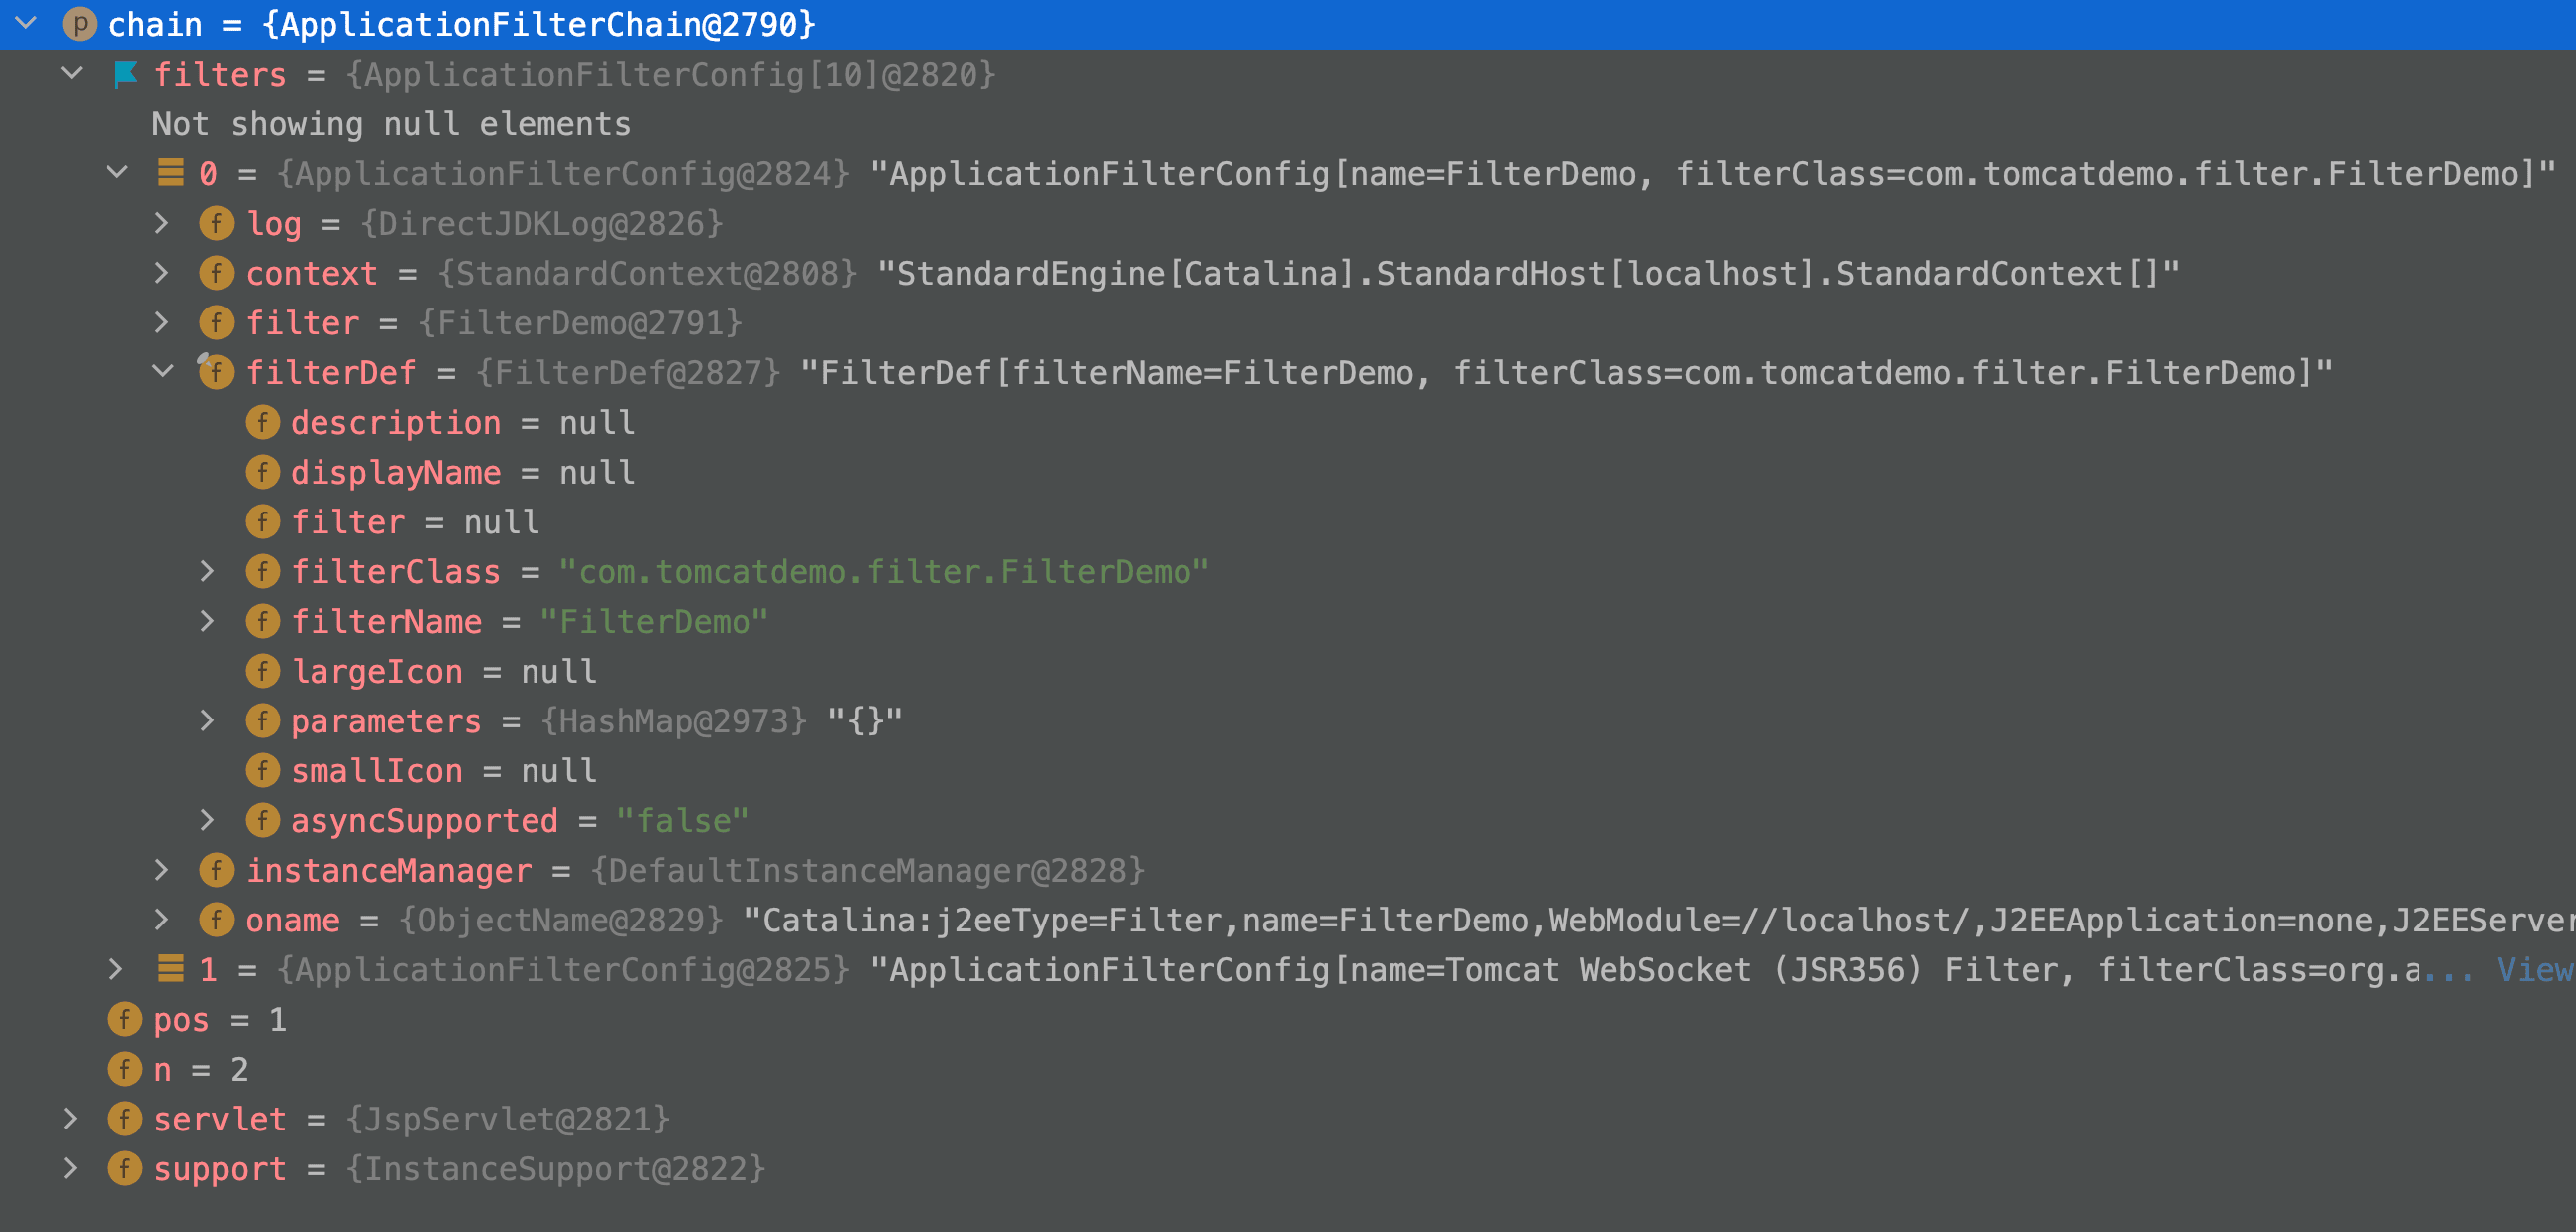 p chain = {ApplicationFilterChain@2790}
filters = {ApplicationFilterConfig[10]@2820}
Not showing null elements
0 = {ApplicationFilterConfig@2824} "ApplicationFilterConfig[name=FilterDemo, filterClass=com.tomcatdemo.filter.FilterDemo]"
f log = {DirectJDKLog@2826}
f context = {StandardContext@2808} "StandardEngine[Catalina].StandardHost[localhost].StandardContext[]"
f filter = {FilterDemo@2791}
f filterDef = {FilterDef@2827} "FilterDef[filterName=FilterDemo, filterClass=com.tomcatdemo.filter.FilterDemo]"
f description = null
f displayName = null
f filter = null
f filterClass = "com.tomcatdemo.filter.FilterDemo"
f filterName = "FilterDemo"
f largeIcon = null
f parameters = {HashMap@2973} "{}"
f smallIcon = null
f asyncSupported = "false"
f instanceManager = {DefaultInstanceManager@2828}
f oname = {ObjectName@2829} "Catalina:j2eeType=Filter,name=FilterDemo,WebModule=//localhost/,J2EEApplication=none,J2EEServer
1 = {ApplicationFilterConfig@2825} "ApplicationFilterConfig[name=Tomcat WebSocket (JSR356) Filter, filterClass=org.a... View
f pos = 1
f n = 2
f servlet = {JspServlet@2821}
f support = {InstanceSupport@2822}